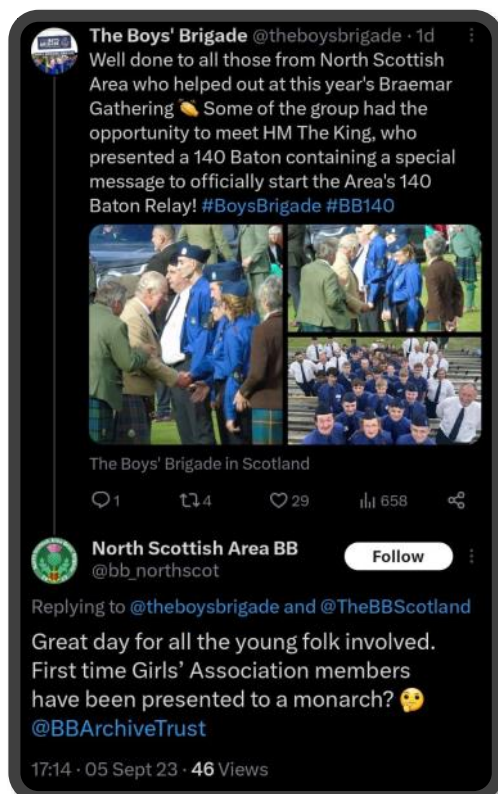 The Boys' Brigade @theboysbrigade · 1d
Well done to all those from North Scottish
Area who helped out at this year's Braemar
Gathering 👏 Some of the group had the
opportunity to meet HM The King, who
presented a 140 Baton containing a special
message to officially start the Area's 140
Baton Relay! #BoysBrigade #BB140
The Boys' Brigade in Scotland
1 4 29 658
North Scottish Area BB
Follow
@bb_northscot
Replying to @theboysbrigade and @TheBBScotland
Great day for all the young folk involved.
First time Girls’ Association members
have been presented to a monarch? 🤔
@BBArchiveTrust
17:14 · 05 Sept 23 · 46 Views